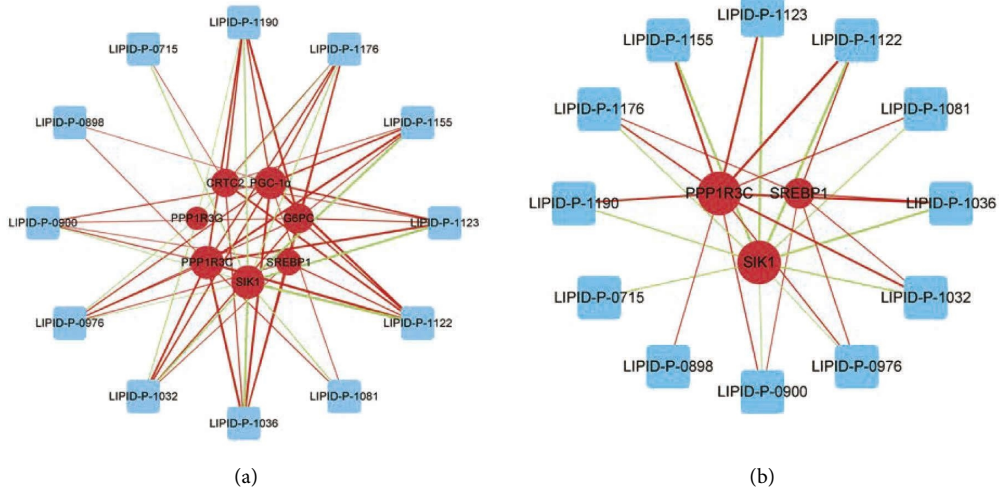 LIPID-P-1190
LIPID-P-0715
LIPID-P-1176
LIPID-P-0898
LIPID-P-1155
CRTC2
PGC-1α
PPP1R3G
G6PC
LIPID-P-0900
LIPID-P-1123
PPP1R3C
SREBP1
SIK1
LIPID-P-0976
LIPID-P-1122
LIPID-P-1032
LIPID-P-1081
LIPID-P-1036
(a)
LIPID-P-1123
LIPID-P-1155
LIPID-P-1122
LIPID-P-1176
LIPID-P-1081
PPP1R3C
SREBP1
LIPID-P-1190
LIPID-P-1036
SIK1
LIPID-P-0715
LIPID-P-1032
LIPID-P-0898
LIPID-P-0976
LIPID-P-0900
(b)